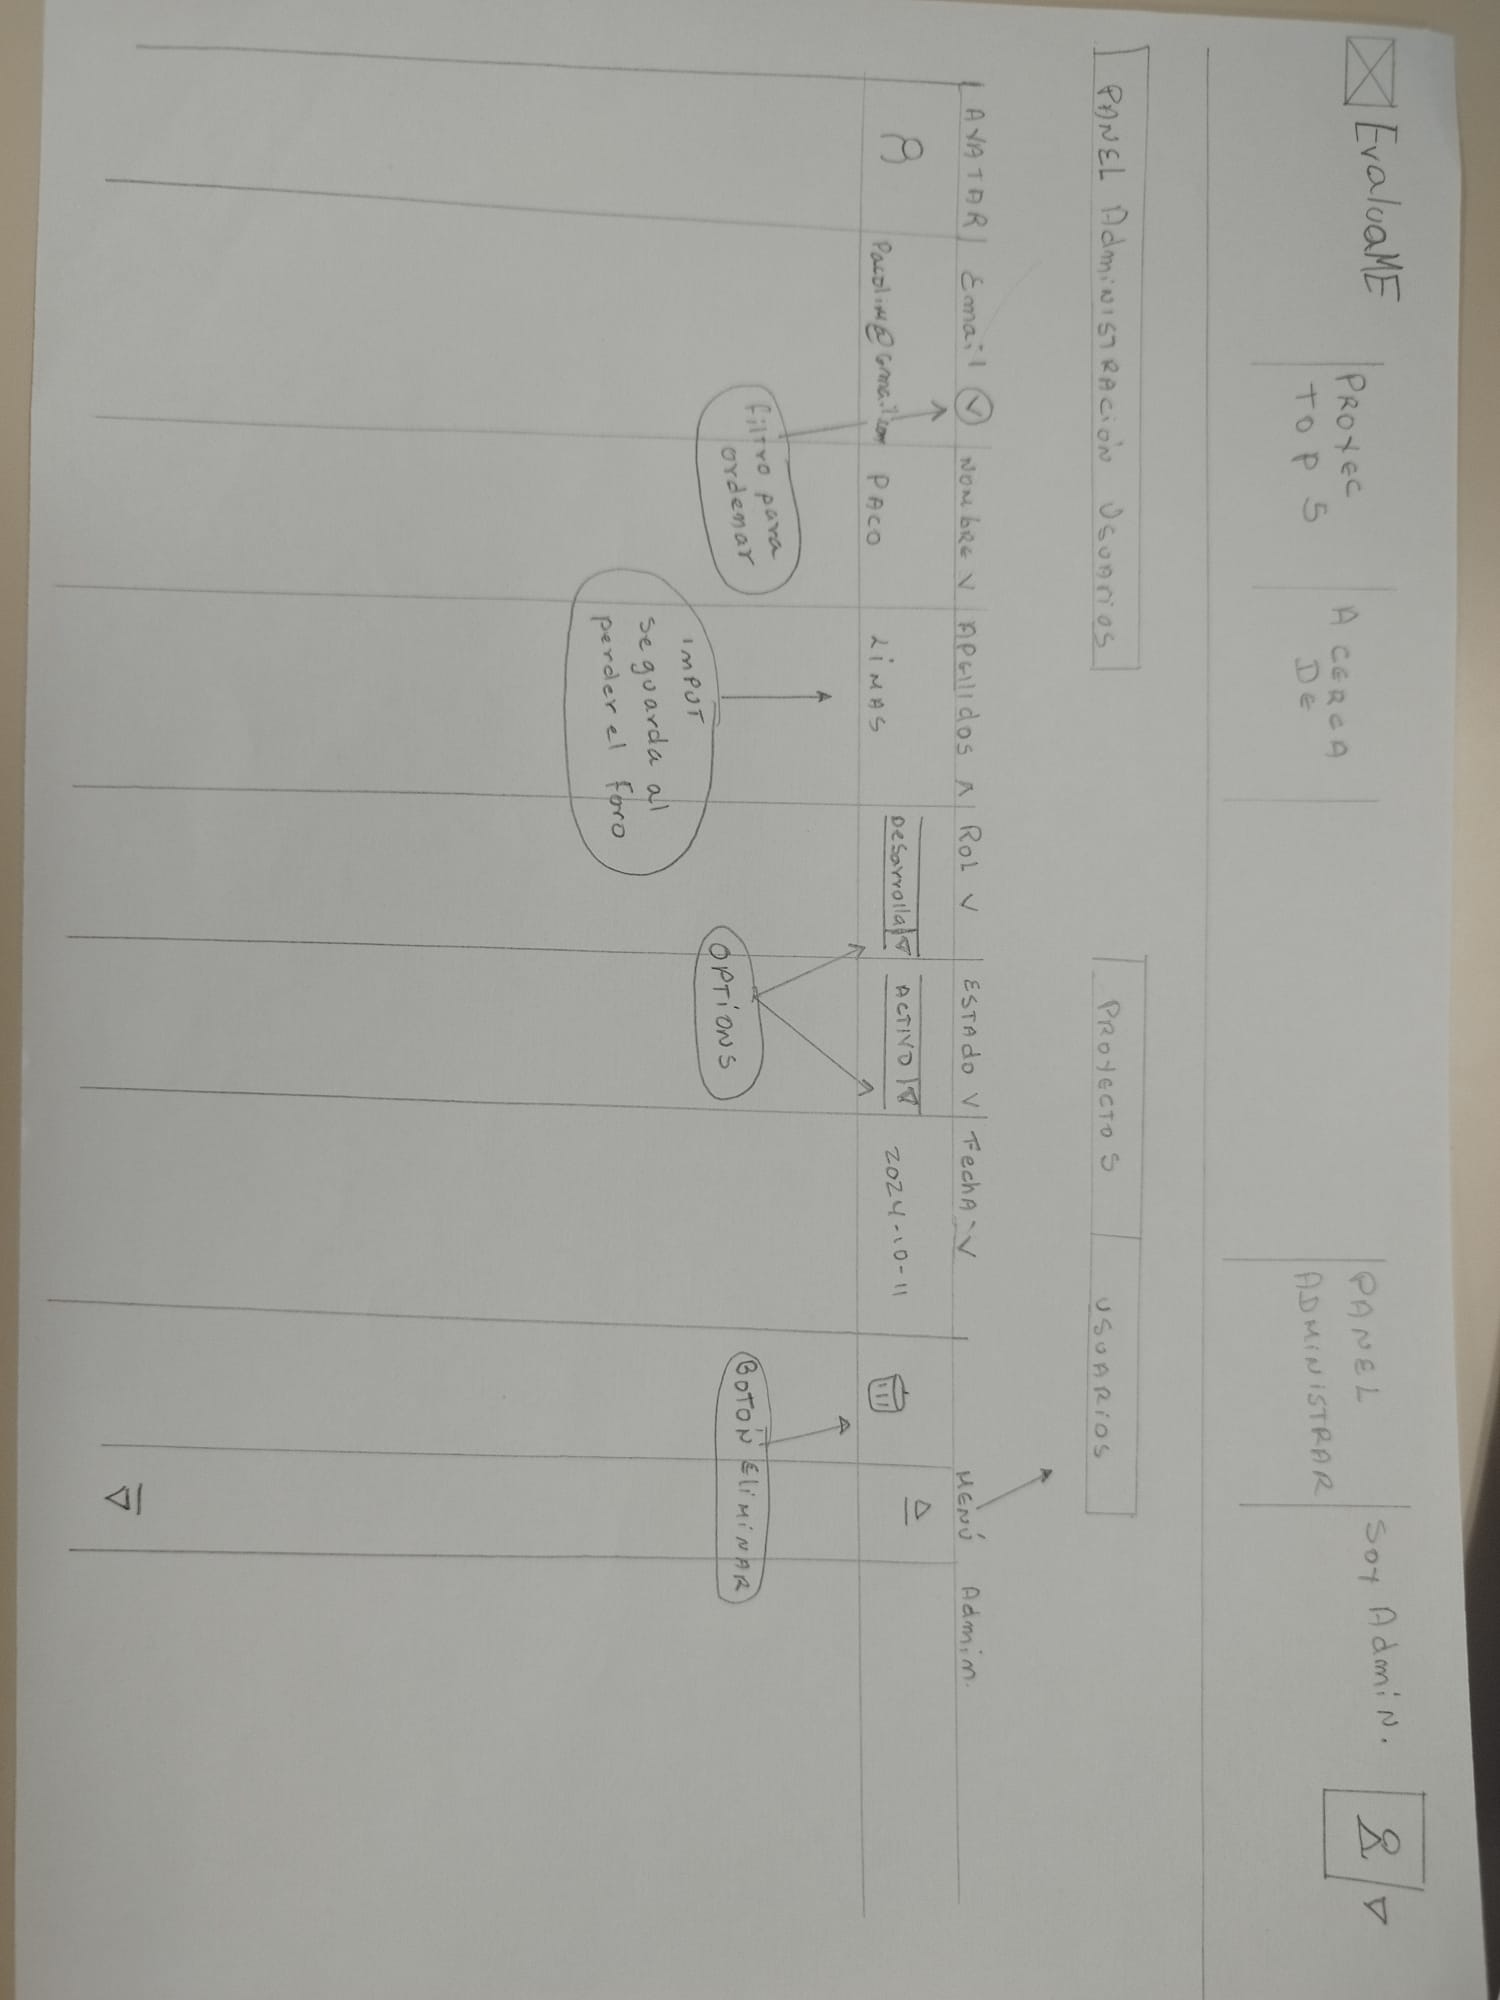 EvaluaME
PROYEC
TOP 5
ACERCA
DE
PANEL
ADMINISTRAR
Soy Admin.
PANEL Administración Usuarios
PROYECTOS
USUARIOS
AVATAR
Email
NOMBRE
APEllidos
ROL
ESTAdo
FechA
MENÚ Admin.
Pacolim@Gmail.com
PACO
LiMAS
Desarrolla
ACTIVO
2024-10-11
filtro para
ordenar
imPUT
se guarda al
perder el Foro
OPTIONS
BOTÓN EliMiNAR